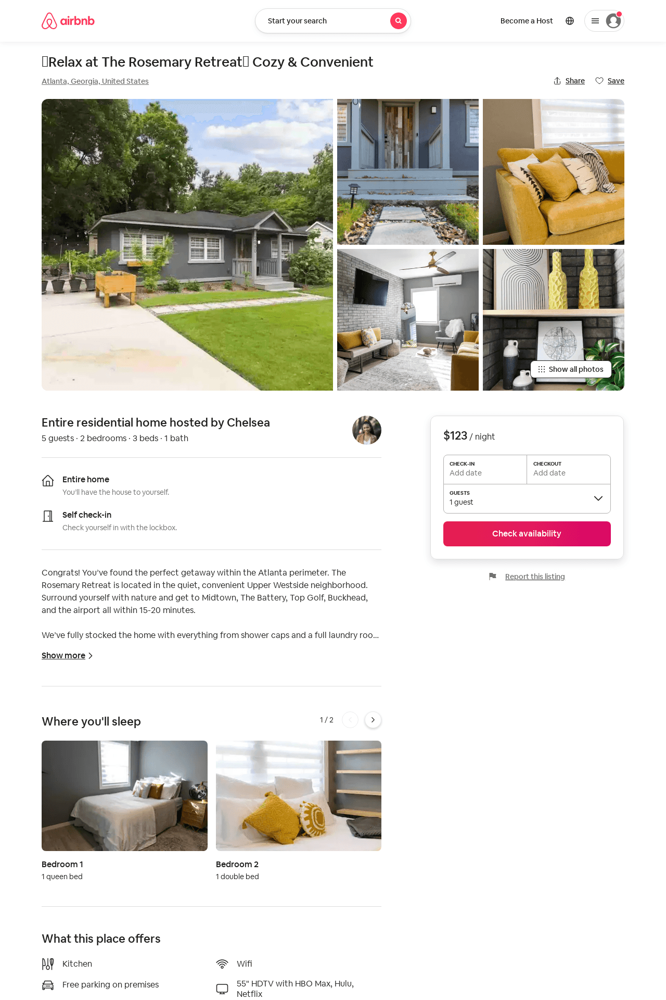 airbnb
Start your search
Become a Host
Relax at The Rosemary Retreat Cozy & Convenient
Atlanta, Georgia, United States
Share
Save
Show all photos
Entire residential home hosted by Chelsea
5 guests · 2 bedrooms · 3 beds · 1 bath
Entire home
You’ll have the house to yourself.
Self check-in
Check yourself in with the lockbox.
Congrats! You’ve found the perfect getaway within the Atlanta perimeter. The
Rosemary Retreat is located in the quiet, convenient Upper Westside neighborhood.
Surround yourself with nature and get to Midtown, The Battery, Top Golf, Buckhead,
and the airport all within 15-20 minutes.
We’ve fully stocked the home with everything from shower caps and a full laundry roo…
Show more
$123 / night
CHECK-IN
Add date
CHECKOUT
Add date
GUESTS
1 guest
Check availability
Report this listing
Where you'll sleep
1 / 2
Bedroom 1
1 queen bed
Bedroom 2
1 double bed
What this place offers
Kitchen
Wifi
Free parking on premises
55" HDTV with HBO Max, Hulu,
Netflix